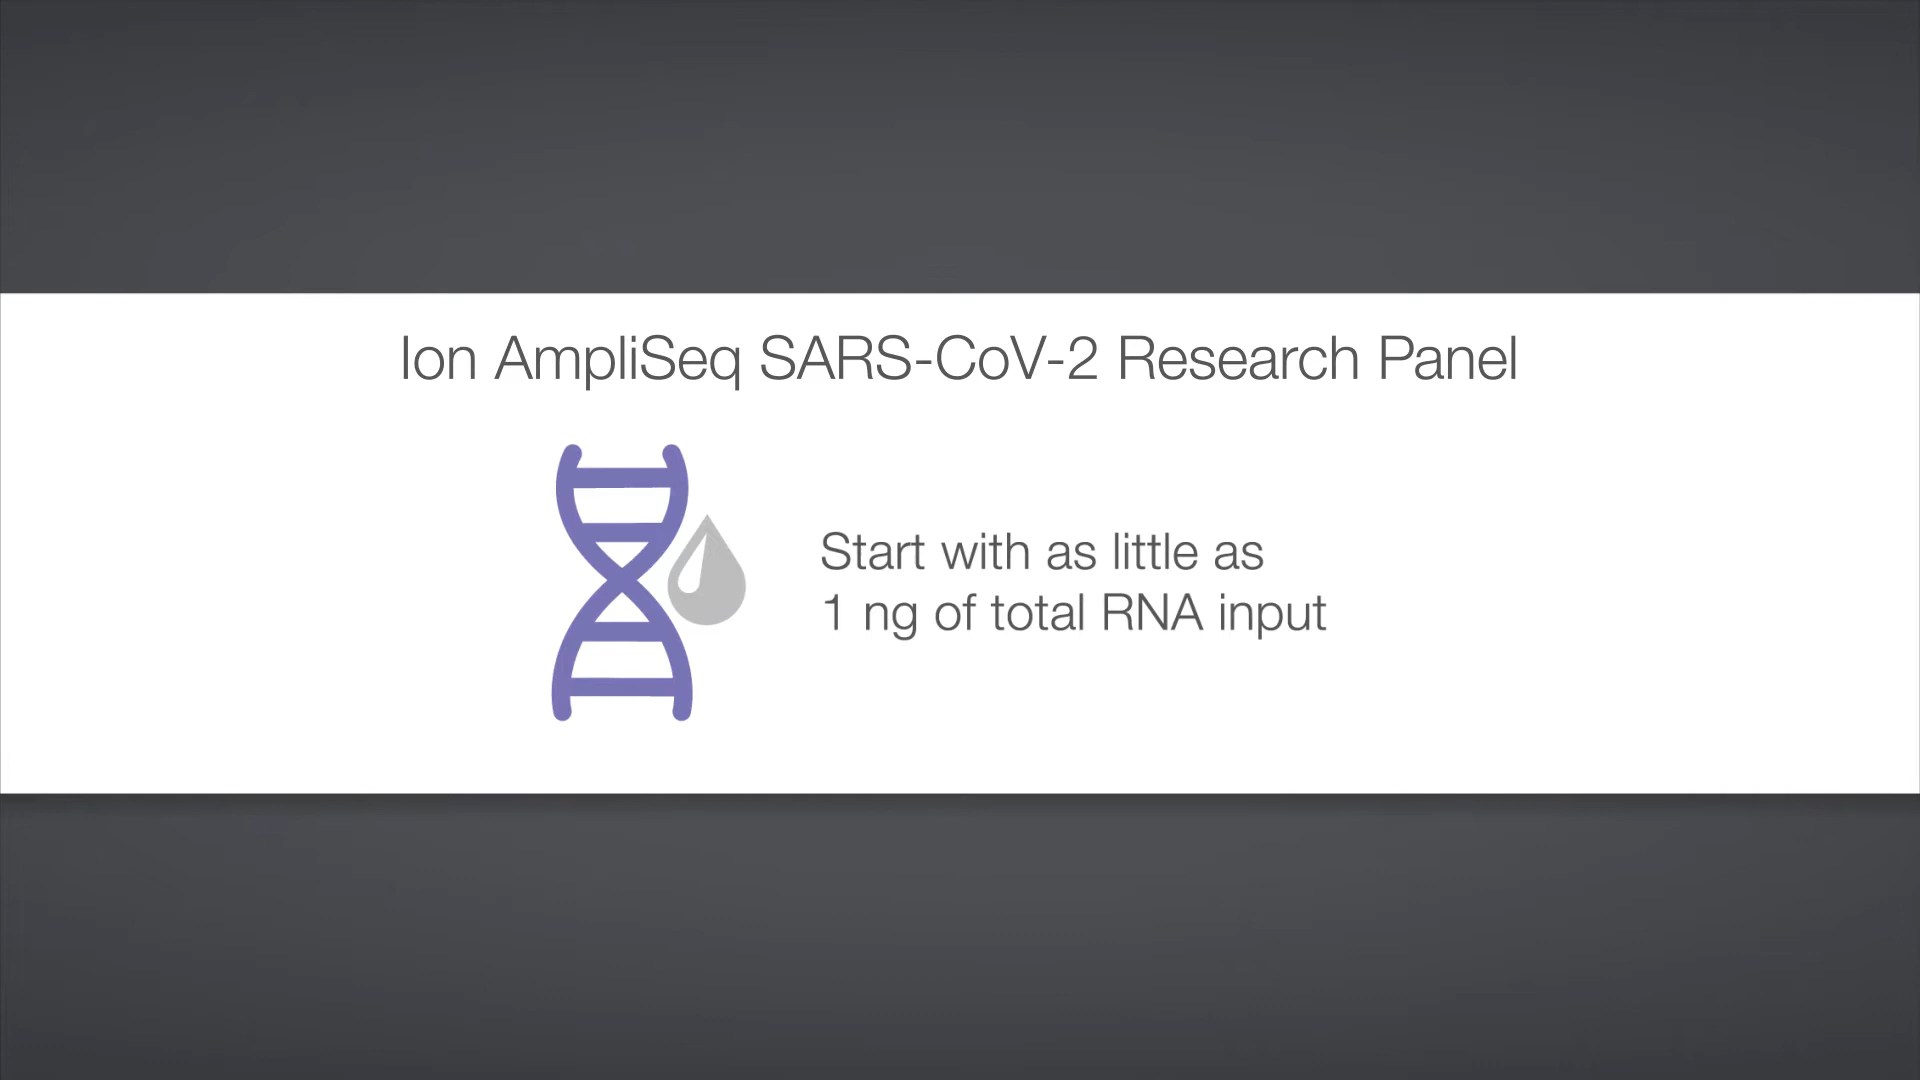 Ion AmpliSeq SARS-CoV-2 Research Panel
Start with as little as
1 ng of total RNA input